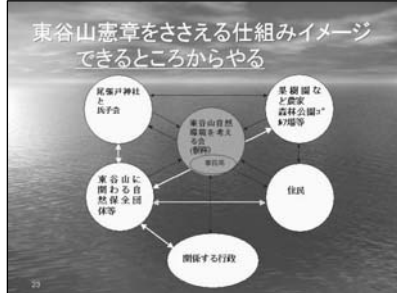 東谷山憲章をささえる仕組みイメージ
できるところからやる
尾張戸神社
と
氏子会
東谷山自然
環境を考え
る会
(仮称)
事務局
果樹園な
ど農家
森林公園ｺﾞ
ﾙﾌ場等
東谷山に
関わる自
然保全団
体等
住民
関係する行政
23